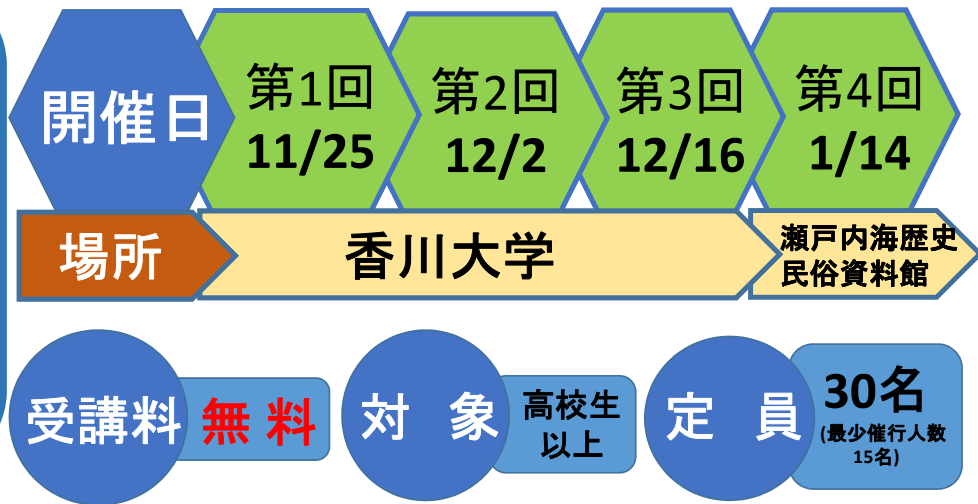 開催日
第1回
11/25
第2回
12/2
第3回
12/16
第4回
1/14
場所
香川大学
瀬戸内海歴史
民俗資料館
受講料
無料
対 象
高校生
以上
定 員
30名
(最少催行人数
15名)